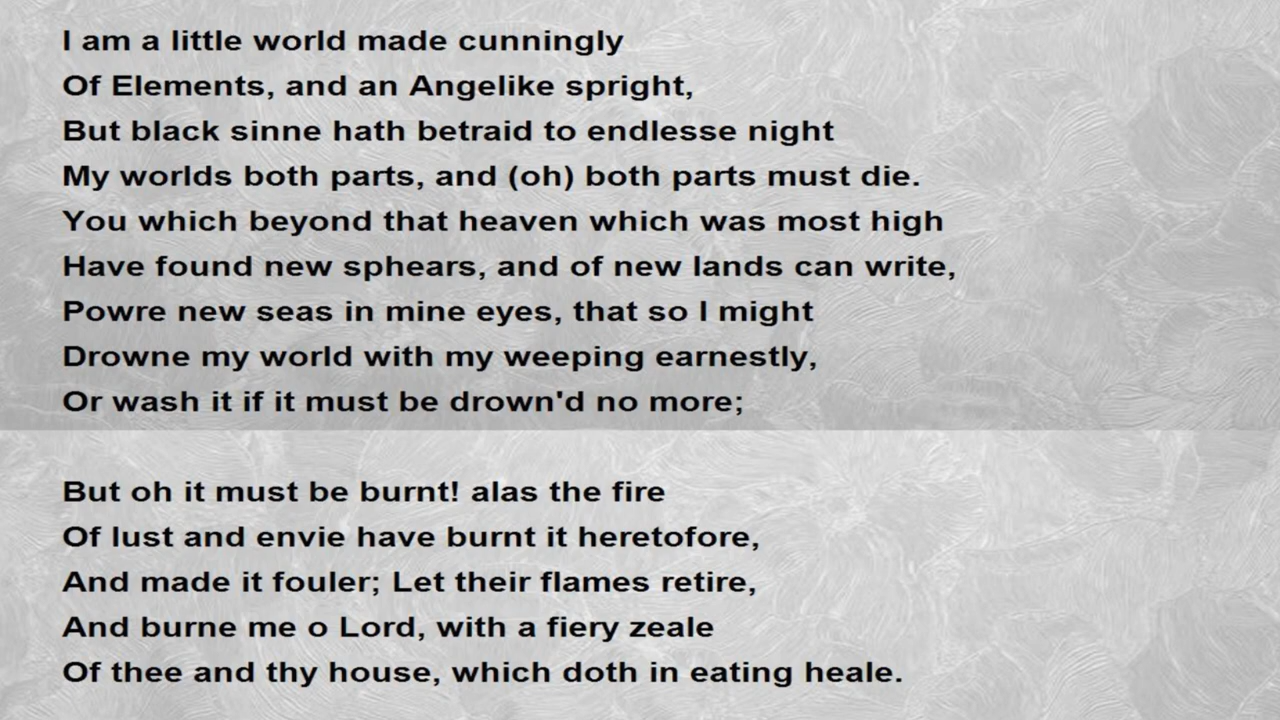 I am a little world made cunningly
Of Elements, and an Angelike spright,
But black sinne hath betraid to endlesse night
My worlds both parts, and (oh) both parts must die.
You which beyond that heaven which was most high
Have found new sphears, and of new lands can write,
Powre new seas in mine eyes, that so I might
Drowne my world with my weeping earnestly,
Or wash it if it must be drown'd no more;
But oh it must be burnt! alas the fire
Of lust and envie have burnt it heretofore,
And made it fouler; Let their flames retire,
And burne me o Lord, with a fiery zeale
Of thee and thy house, which doth in eating heale.